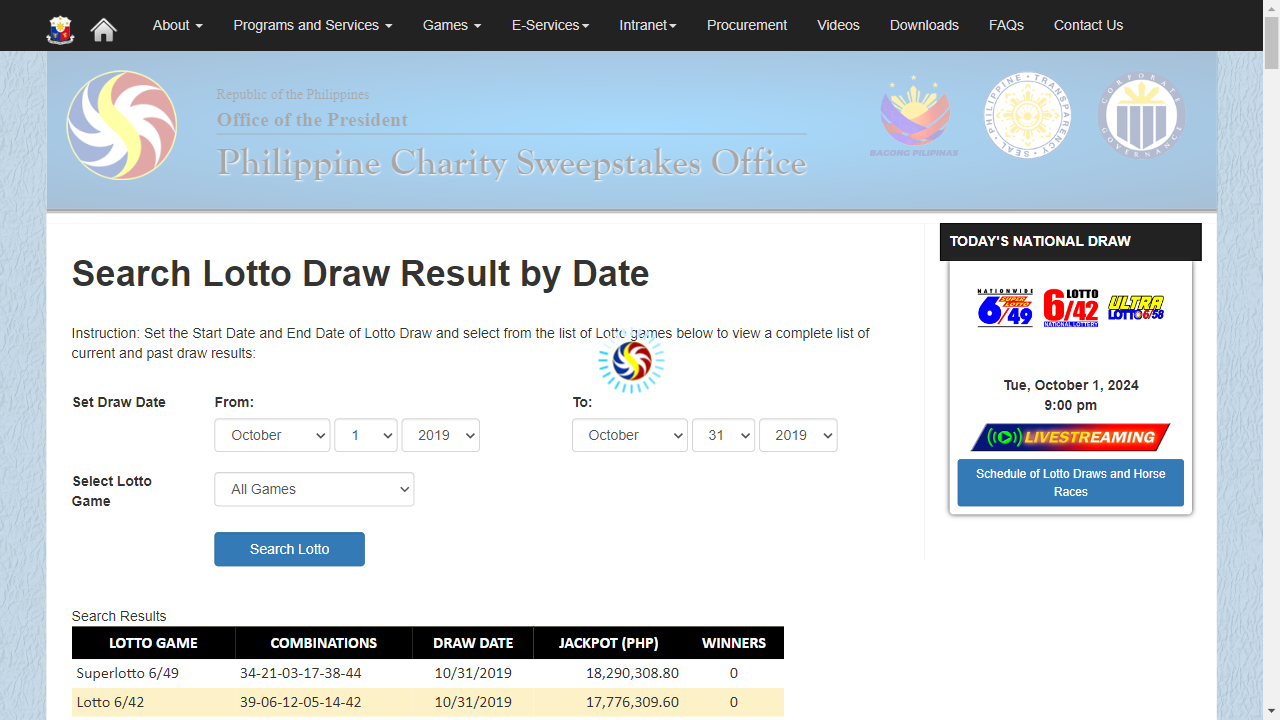 About
Programs and Services
Games
E-Services
Intranet
Procurement
Videos
Downloads
FAQs
Contact Us
Republic of the Philippines
Office of the President
Philippine Charity Sweepstakes Office
BAGONG PILIPINAS
PHILIPPINE TRANSPARENCY SEAL
CORPORATE GOVERNANCE
Search Lotto Draw Result by Date
Instruction: Set the Start Date and End Date of Lotto Draw and select from the list of Lotto games below to view a complete list of
current and past draw results:
Set Draw Date
From:
To:
October
1
2019
October
31
2019
Select Lotto
Game
All Games
Search Lotto
Search Results
LOTTO GAME COMBINATIONS DRAW DATE JACKPOT (PHP) WINNERS
Superlotto 6/49 34-21-03-17-38-44 10/31/2019 18,290,308.80 0
Lotto 6/42 39-06-12-05-14-42 10/31/2019 17,776,309.60 0
TODAY'S NATIONAL DRAW
NATIONWIDE
6/49 SUPER LOTTO
6/42 LOTTO
NATIONAL LOTTERY
ULTRA
LOTTO 6/58
Tue, October 1, 2024
9:00 pm
LIVESTREAMING
Schedule of Lotto Draws and Horse
Races